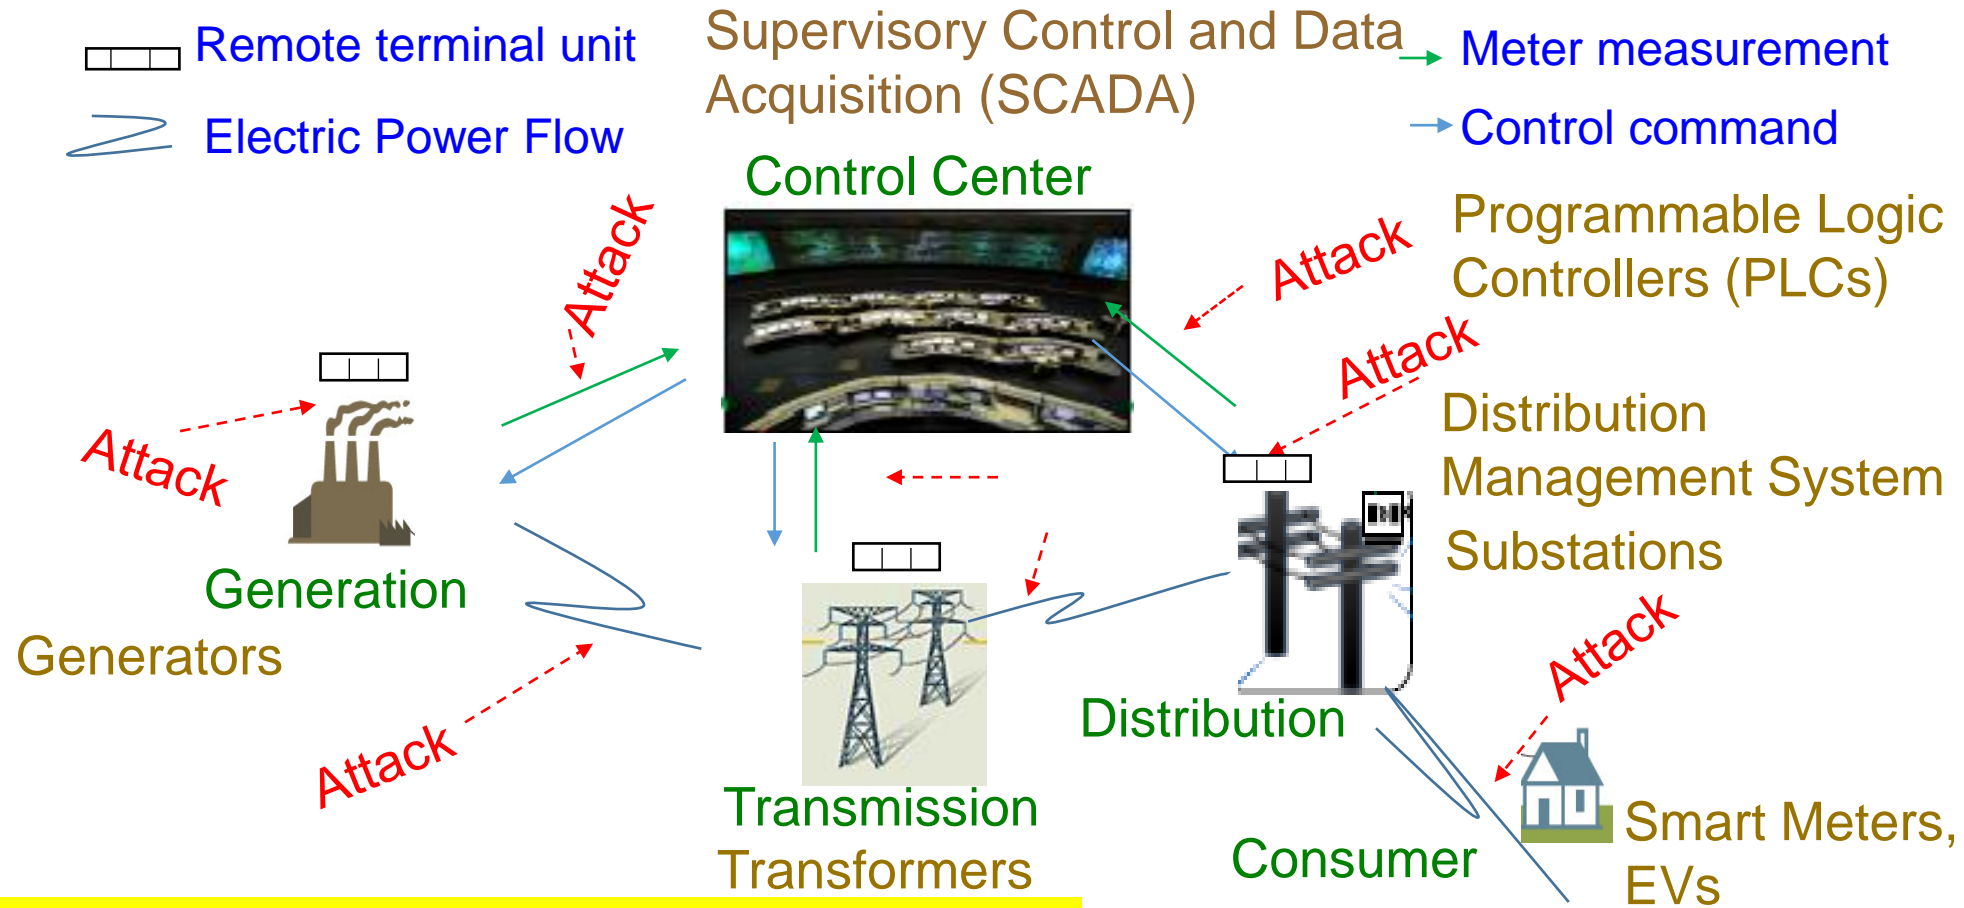 Remote terminal unit
Electric Power Flow
Supervisory Control and Data
Acquisition (SCADA)
Meter measurement
Control command
Control Center
Programmable Logic
Controllers (PLCs)
Attack
Attack
Attack
Attack
Distribution
Management System
Substations
Generation
Generators
Attack
Attack
Distribution
Transmission
Transformers
Consumer
Smart Meters,
EVs